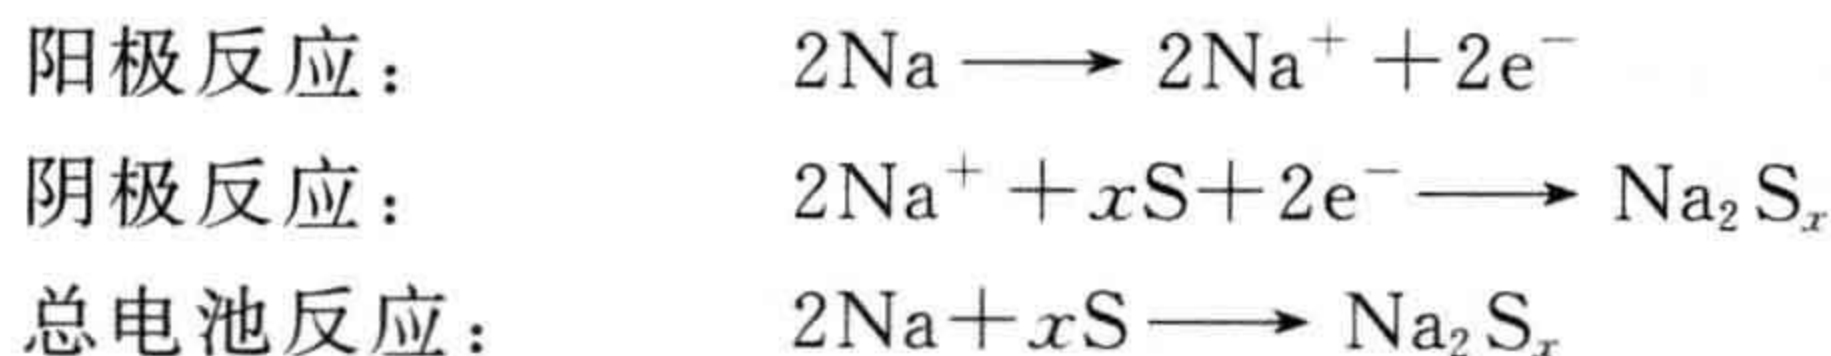 阳极反应： 2Na ⟶ 2Na⁺ + 2e⁻
阴极反应： 2Na⁺ + xS + 2e⁻ ⟶ Na₂Sₓ
总电池反应： 2Na + xS ⟶ Na₂Sₓ